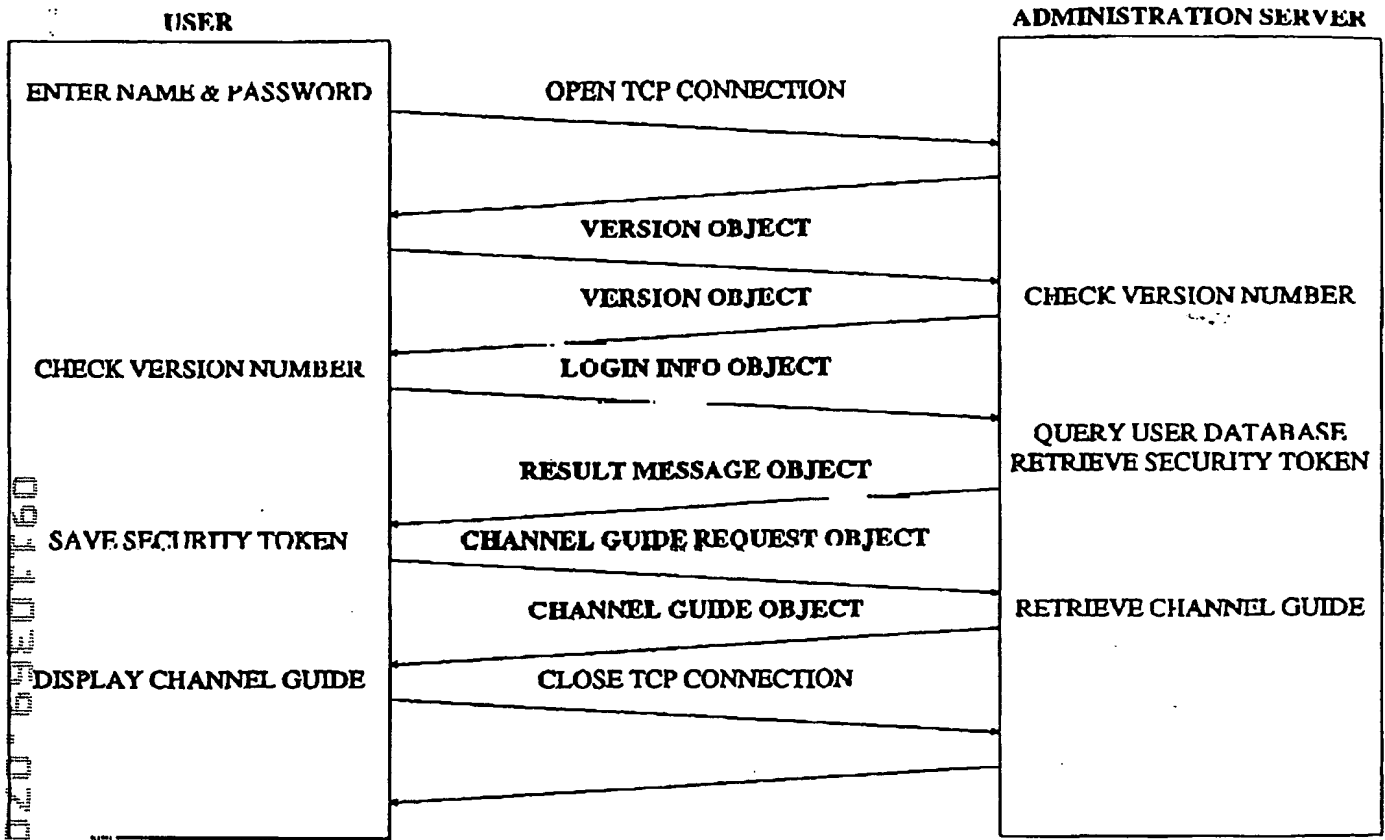 USER
ADMINISTRATION SERVER
ENTER NAME & PASSWORD
OPEN TCP CONNECTION
VERSION OBJECT
VERSION OBJECT
CHECK VERSION NUMBER
CHECK VERSION NUMBER
LOGIN INFO OBJECT
QUERY USER DATABASE
RETRIEVE SECURITY TOKEN
RESULT MESSAGE OBJECT
SAVE SECURITY TOKEN
CHANNEL GUIDE REQUEST OBJECT
CHANNEL GUIDE OBJECT
RETRIEVE CHANNEL GUIDE
DISPLAY CHANNEL GUIDE
CLOSE TCP CONNECTION